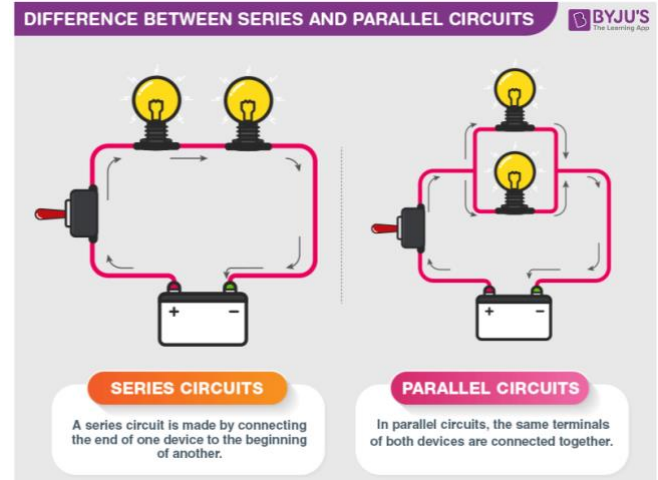 DIFFERENCE BETWEEN SERIES AND PARALLEL CIRCUITS
BYJU'S
The Learning App
+ −
+ −
SERIES CIRCUITS
A series circuit is made by connecting
the end of one device to the beginning
of another.
PARALLEL CIRCUITS
In parallel circuits, the same terminals
of both devices are connected together.